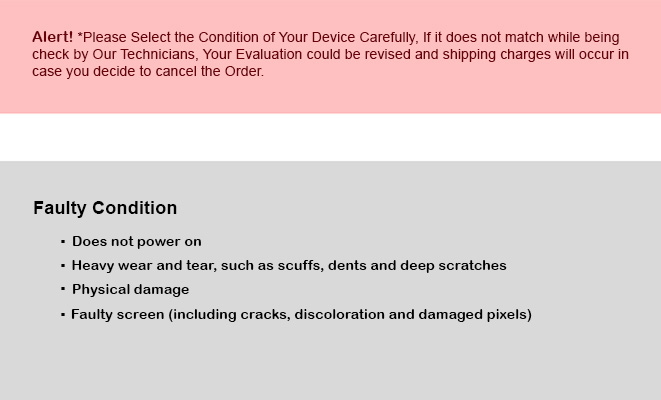 Alert! *Please Select the Condition of Your Device Carefully, If it does not match while being
check by Our Technicians, Your Evaluation could be revised and shipping charges will occur in
case you decide to cancel the Order.
Faulty Condition
▪ Does not power on
▪ Heavy wear and tear, such as scuffs, dents and deep scratches
▪ Physical damage
▪ Faulty screen (including cracks, discoloration and damaged pixels)